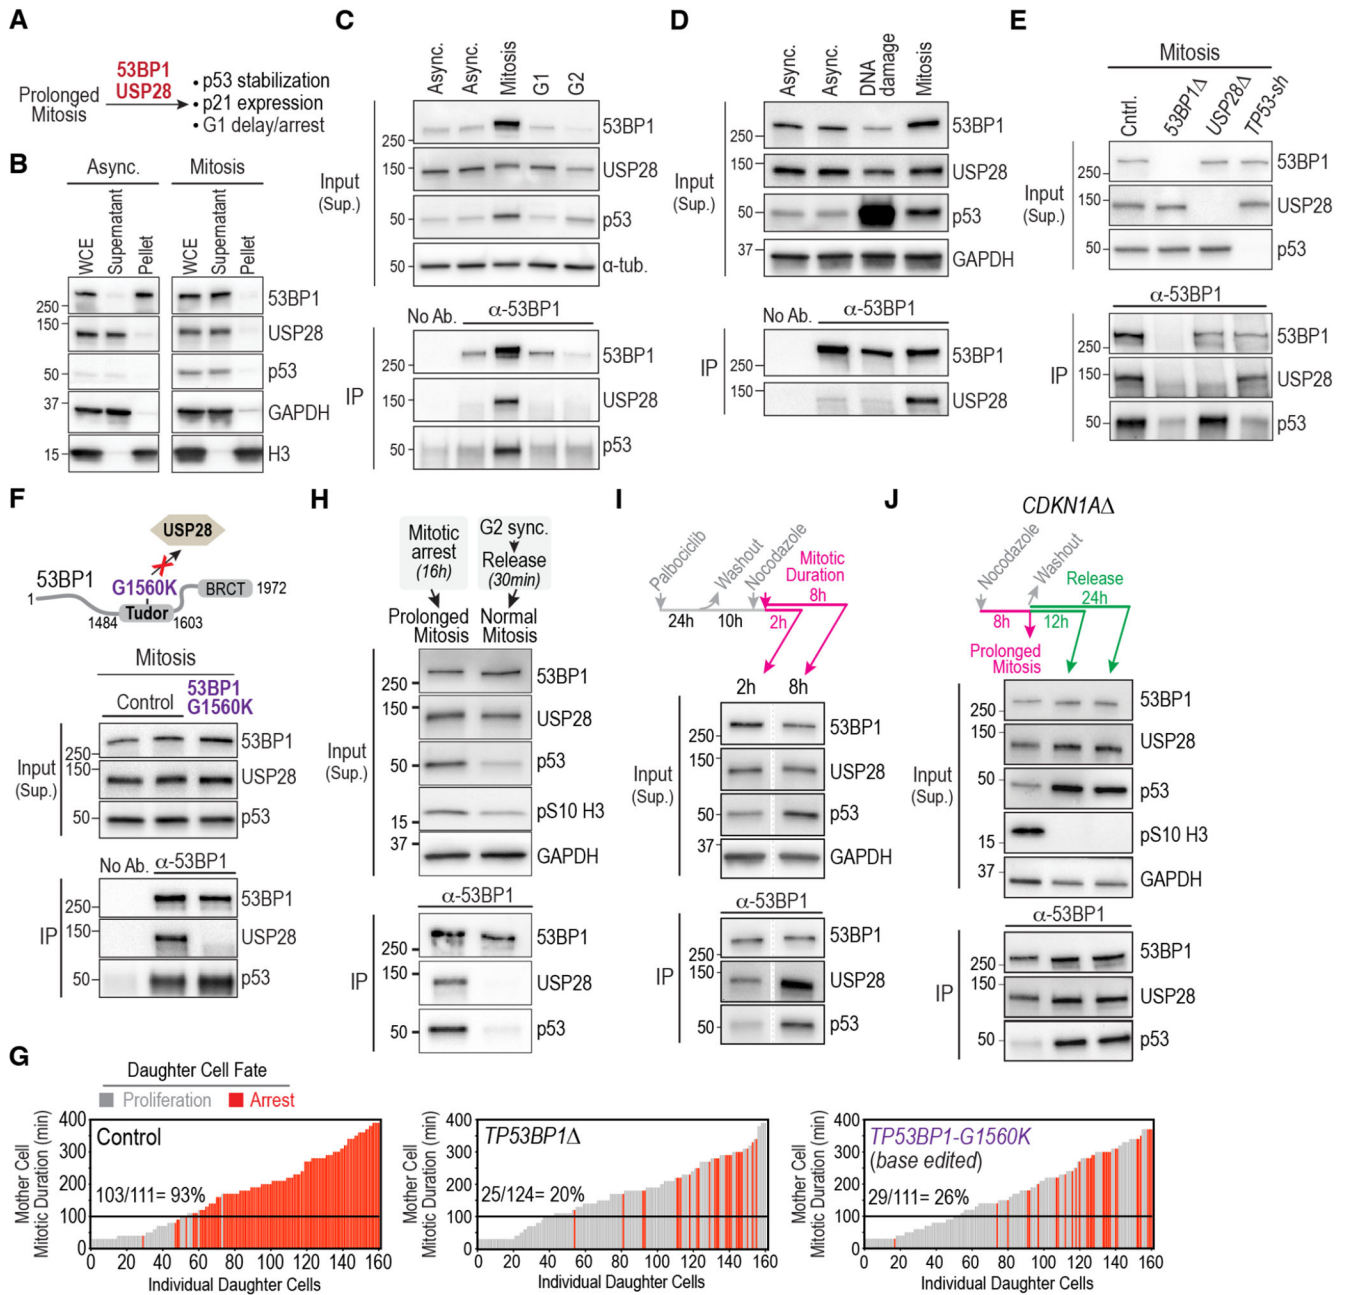 A
53BP1
USP28
Prolonged
Mitosis
• p53 stabilization
• p21 expression
• G1 delay/arrest
B
Async.
Mitosis
WCE
Supernatant
Pellet
WCE
Supernatant
Pellet
250
53BP1
150
USP28
50
p53
37
GAPDH
15
H3
C
Async.
Async.
Mitosis
G1
G2
Input
(Sup.)
250
53BP1
150
USP28
50
p53
50
α-tub.
No Ab.
α-53BP1
IP
250
53BP1
150
USP28
50
p53
D
Async.
Async.
DNA
damage
Mitosis
Input
(Sup.)
250
53BP1
150
USP28
50
p53
37
GAPDH
No Ab.
α-53BP1
IP
250
53BP1
150
USP28
E
Mitosis
Cntrl.
53BP1Δ
USP28Δ
TP53-sh
Input
(Sup.)
250
53BP1
150
USP28
50
p53
α-53BP1
IP
250
53BP1
150
USP28
50
p53
F
USP28
53BP1
G1560K
BRCT
1972
1
Tudor
1484
1603
Mitosis
Control
53BP1
G1560K
Input
(Sup.)
250
53BP1
150
USP28
50
p53
No Ab.
α-53BP1
IP
250
53BP1
150
USP28
50
p53
H
Mitotic
arrest
(16h)
G2 sync.
Release
(30min)
Prolonged
Mitosis
Normal
Mitosis
Input
(Sup.)
250
53BP1
150
USP28
50
p53
15
pS10 H3
37
GAPDH
α-53BP1
IP
250
53BP1
150
USP28
50
p53
I
Palbociclib
Washout
Nocodazole
Mitotic
Duration
8h
24h
10h
2h
2h
8h
Input
(Sup.)
250
53BP1
150
USP28
50
p53
37
GAPDH
α-53BP1
IP
250
53BP1
150
USP28
50
p53
J
CDKN1AΔ
Nocodazole
Washout
Release
24h
8h
12h
Prolonged
Mitosis
Input
(Sup.)
250
53BP1
150
USP28
50
p53
15
pS10 H3
37
GAPDH
α-53BP1
IP
250
53BP1
150
USP28
50
p53
G
Daughter Cell Fate
Proliferation
Arrest
Mother Cell
Mitotic Duration (min)
400
300
200
100
0
Control
103/111= 93%
0 20 40 60 80 100 120 140 160
Individual Daughter Cells
Mother Cell
Mitotic Duration (min)
400
300
200
100
0
TP53BP1Δ
25/124= 20%
0 20 40 60 80 100 120 140 160
Individual Daughter Cells
Mother Cell
Mitotic Duration (min)
400
300
200
100
0
TP53BP1-G1560K
(base edited)
29/111= 26%
0 20 40 60 80 100 120 140 160
Individual Daughter Cells